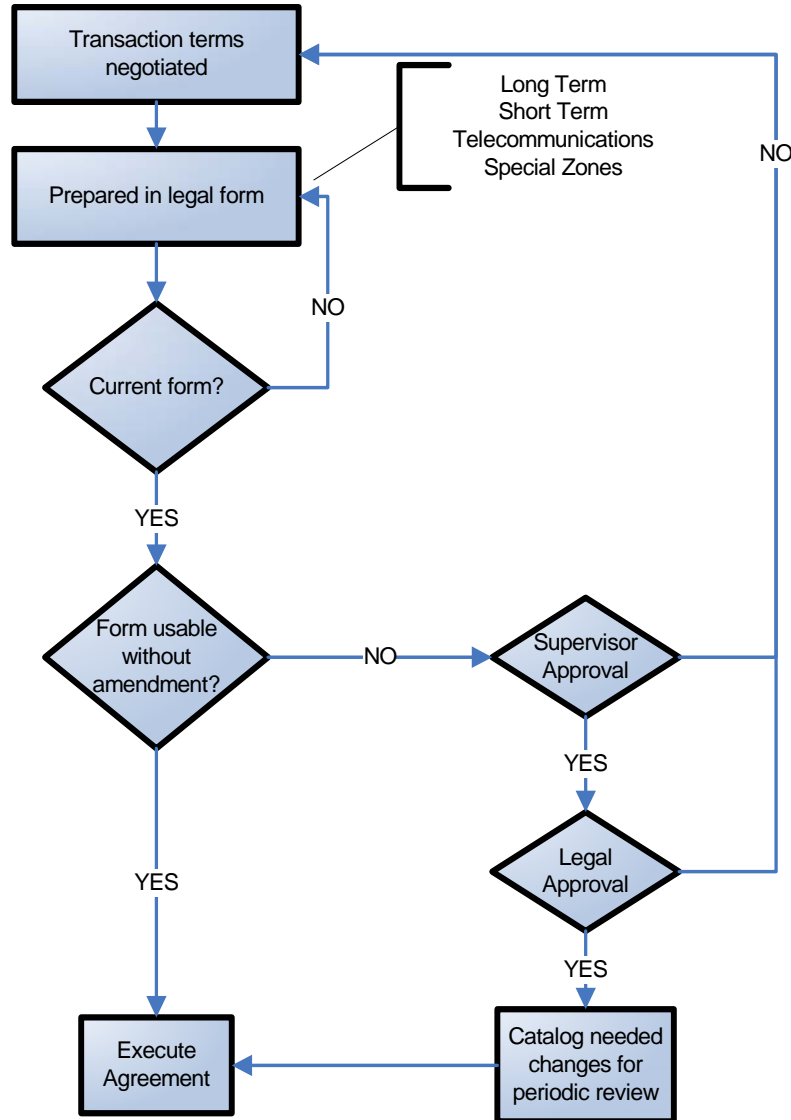 Transaction terms
negotiated
Long Term
Short Term
Telecommunications
Special Zones
NO
Prepared in legal form
NO
Current form?
YES
Form usable
without
amendment?
NO
Supervisor
Approval
YES
Legal
Approval
YES
YES
Execute
Agreement
Catalog needed
changes for
periodic review